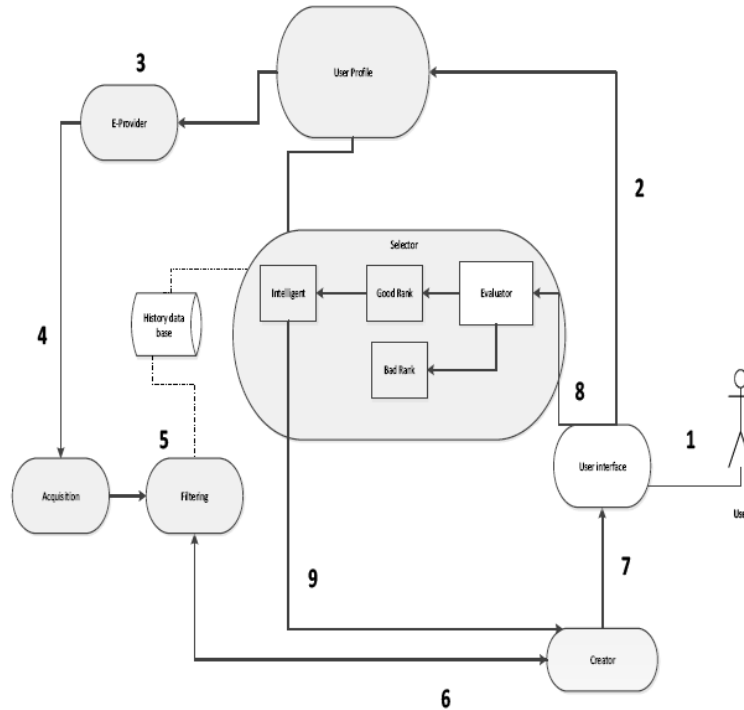 3
User Profile
E-Provider
2
Selector
Intelligent
Good Rank
Evaluator
History data
base
4
Bad Rank
8
1
5
User interface
Acquisition
Filtering
Use
9
7
Creator
6